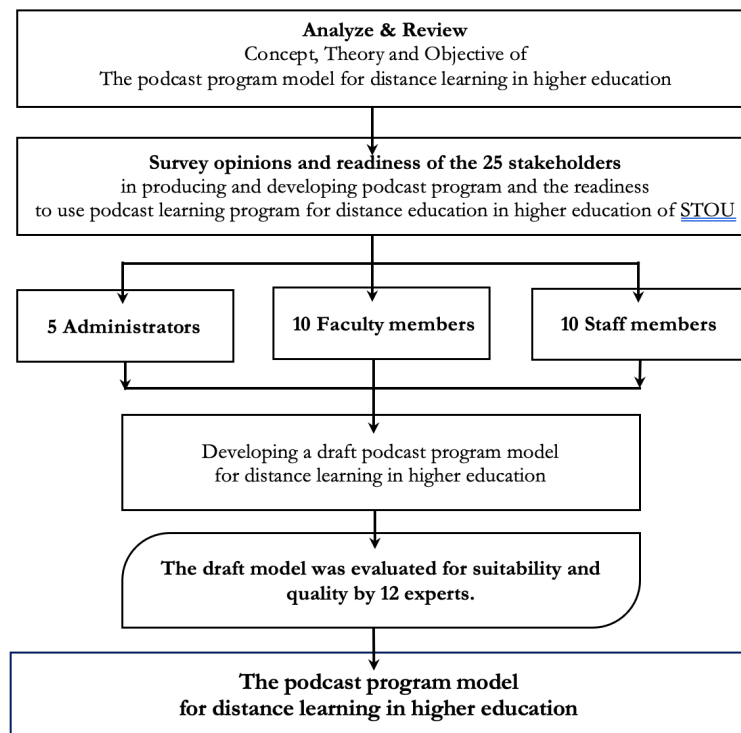 Analyze & Review
Concept, Theory and Objective of
The podcast program model for distance learning in higher education
Survey opinions and readiness of the 25 stakeholders
in producing and developing podcast program and the readiness
to use podcast learning program for distance education in higher education of STOU
5 Administrators
10 Faculty members
10 Staff members
Developing a draft podcast program model
for distance learning in higher education
The draft model was evaluated for suitability and
quality by 12 experts.
The podcast program model
for distance learning in higher education